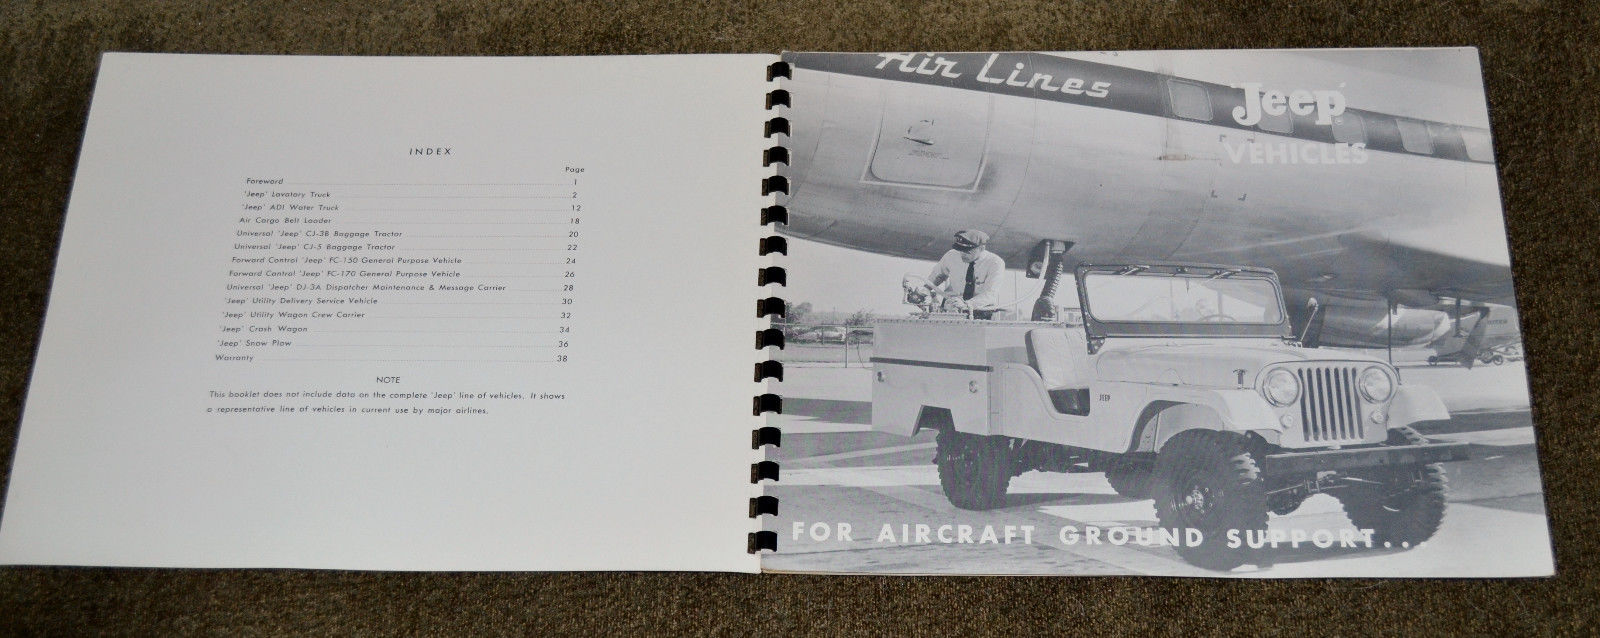 INDEX
Page
Foreword 1
'Jeep' Lavatory Truck 2
'Jeep' ADI Water Truck 12
Air Cargo Belt Loader 18
Universal 'Jeep' CJ-3B Baggage Tractor 20
Universal 'Jeep' CJ-5 Baggage Tractor 22
Forward Control 'Jeep' FC-150 General Purpose Vehicle 24
Forward Control 'Jeep' FC-170 General Purpose Vehicle 26
Universal 'Jeep' DJ-3A Dispatcher Maintenance & Message Carrier 28
'Jeep' Utility Delivery Service Vehicle 30
'Jeep' Utility Wagon Crew Carrier 32
'Jeep' Crash Wagon 34
'Jeep' Snow Plow 36
Warranty 38
NOTE
This booklet does not include data on the complete 'Jeep' line of vehicles. It shows
a representative line of vehicles in current use by major airlines.
Air Lines
'Jeep'
VEHICLES
JEEP
FOR AIRCRAFT GROUND SUPPORT...